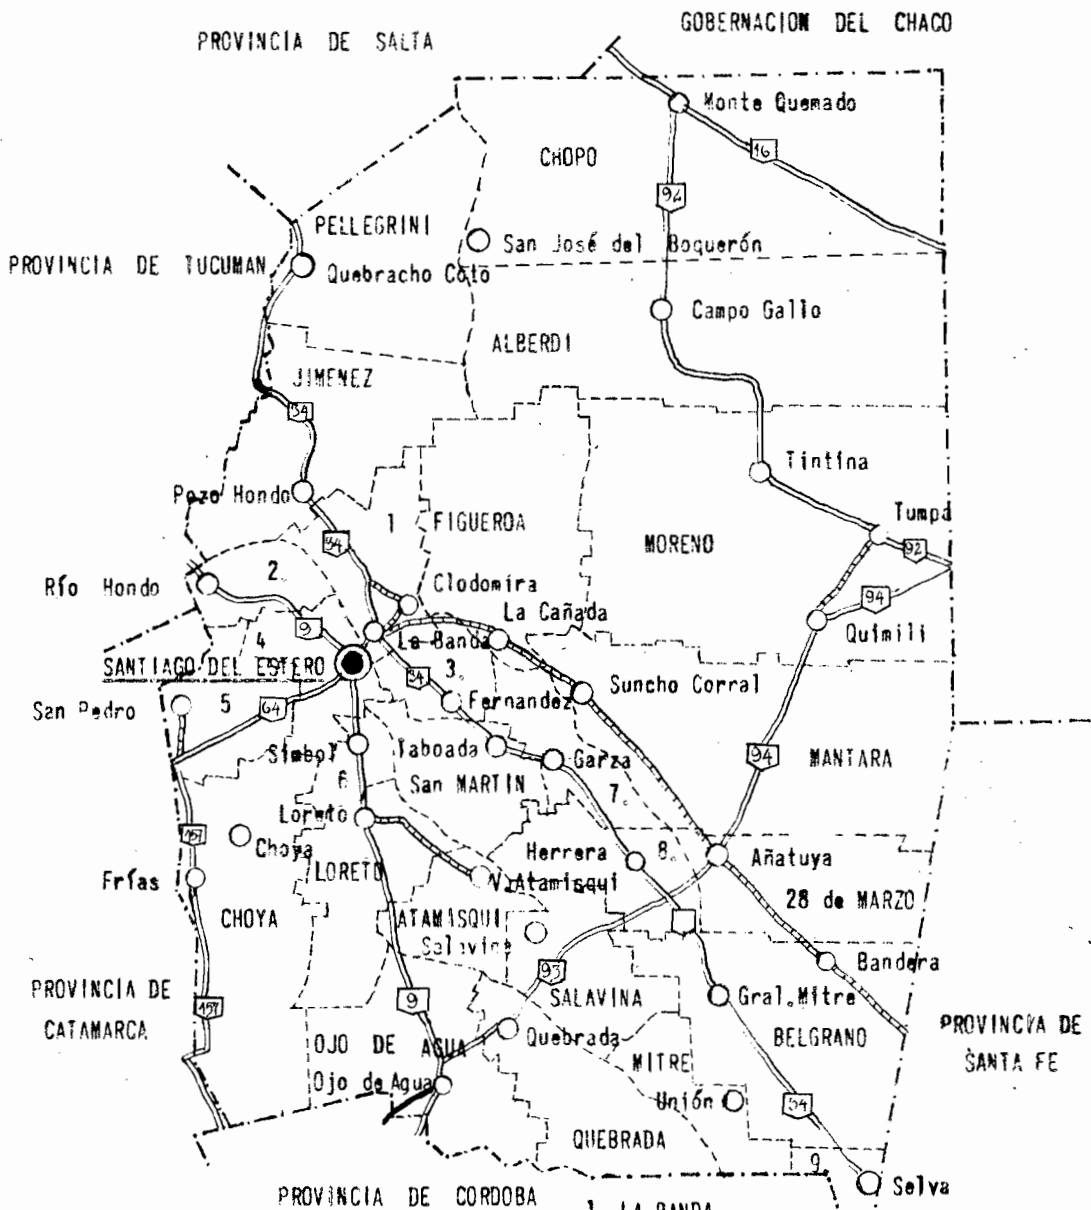 GOBERNACION DEL CHACO
PROVINCIA DE SALTA
Monte Quemado
16
CHOPO
94
PELLEGRINI
San José del Boquerón
PROVINCIA DE TUCUMAN
Quebracho Coto
Campo Gallo
ALBERDI
JIMENEZ
34
Tintina
Pozo Hondo
Tumpa
1
FIGUEROA
34
MORENO
92
2.
Río Hondo
Clodomira
94
La Cañada
9
Quimili
4
La Banda
SANTIAGO DEL ESTERO
3.
34
Suncho Corral
San Pedro
5
64
Fernandez
Simbol
Taboada
Garza
94
MANTARA
6
San MARTIN
7.
Loreto
157
Choya
Herrera
8.
Añatuya
LORETO
Frías
V.Atamisqui
28 de MARZO
CHOYA
ATAMISQUI
Salavina
Bandera
93
PROVINCIA DE
CATAMARCA
157
9
SALAVINA
Gral.Mitre
Quebrada
BELGRANO
PROVINCIA DE
SANTA FE
OJO DE AGUA
MITRE
Ojo de Agua
Unión
34
QUEBRADA
9
Selva
PROVINCIA DE CORDOBA
1 LA BANDA